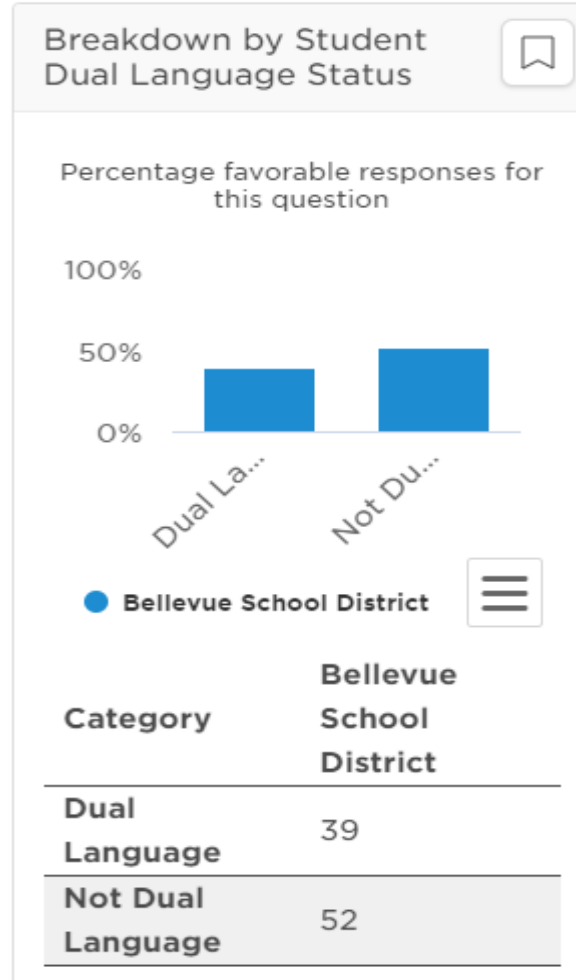 Breakdown by Student
Dual Language Status
Percentage favorable responses for
this question
100%
50%
0%
Dual La...
Not Du...
Bellevue School District
Category
Bellevue
School
District
Dual
Language
39
Not Dual
Language
52